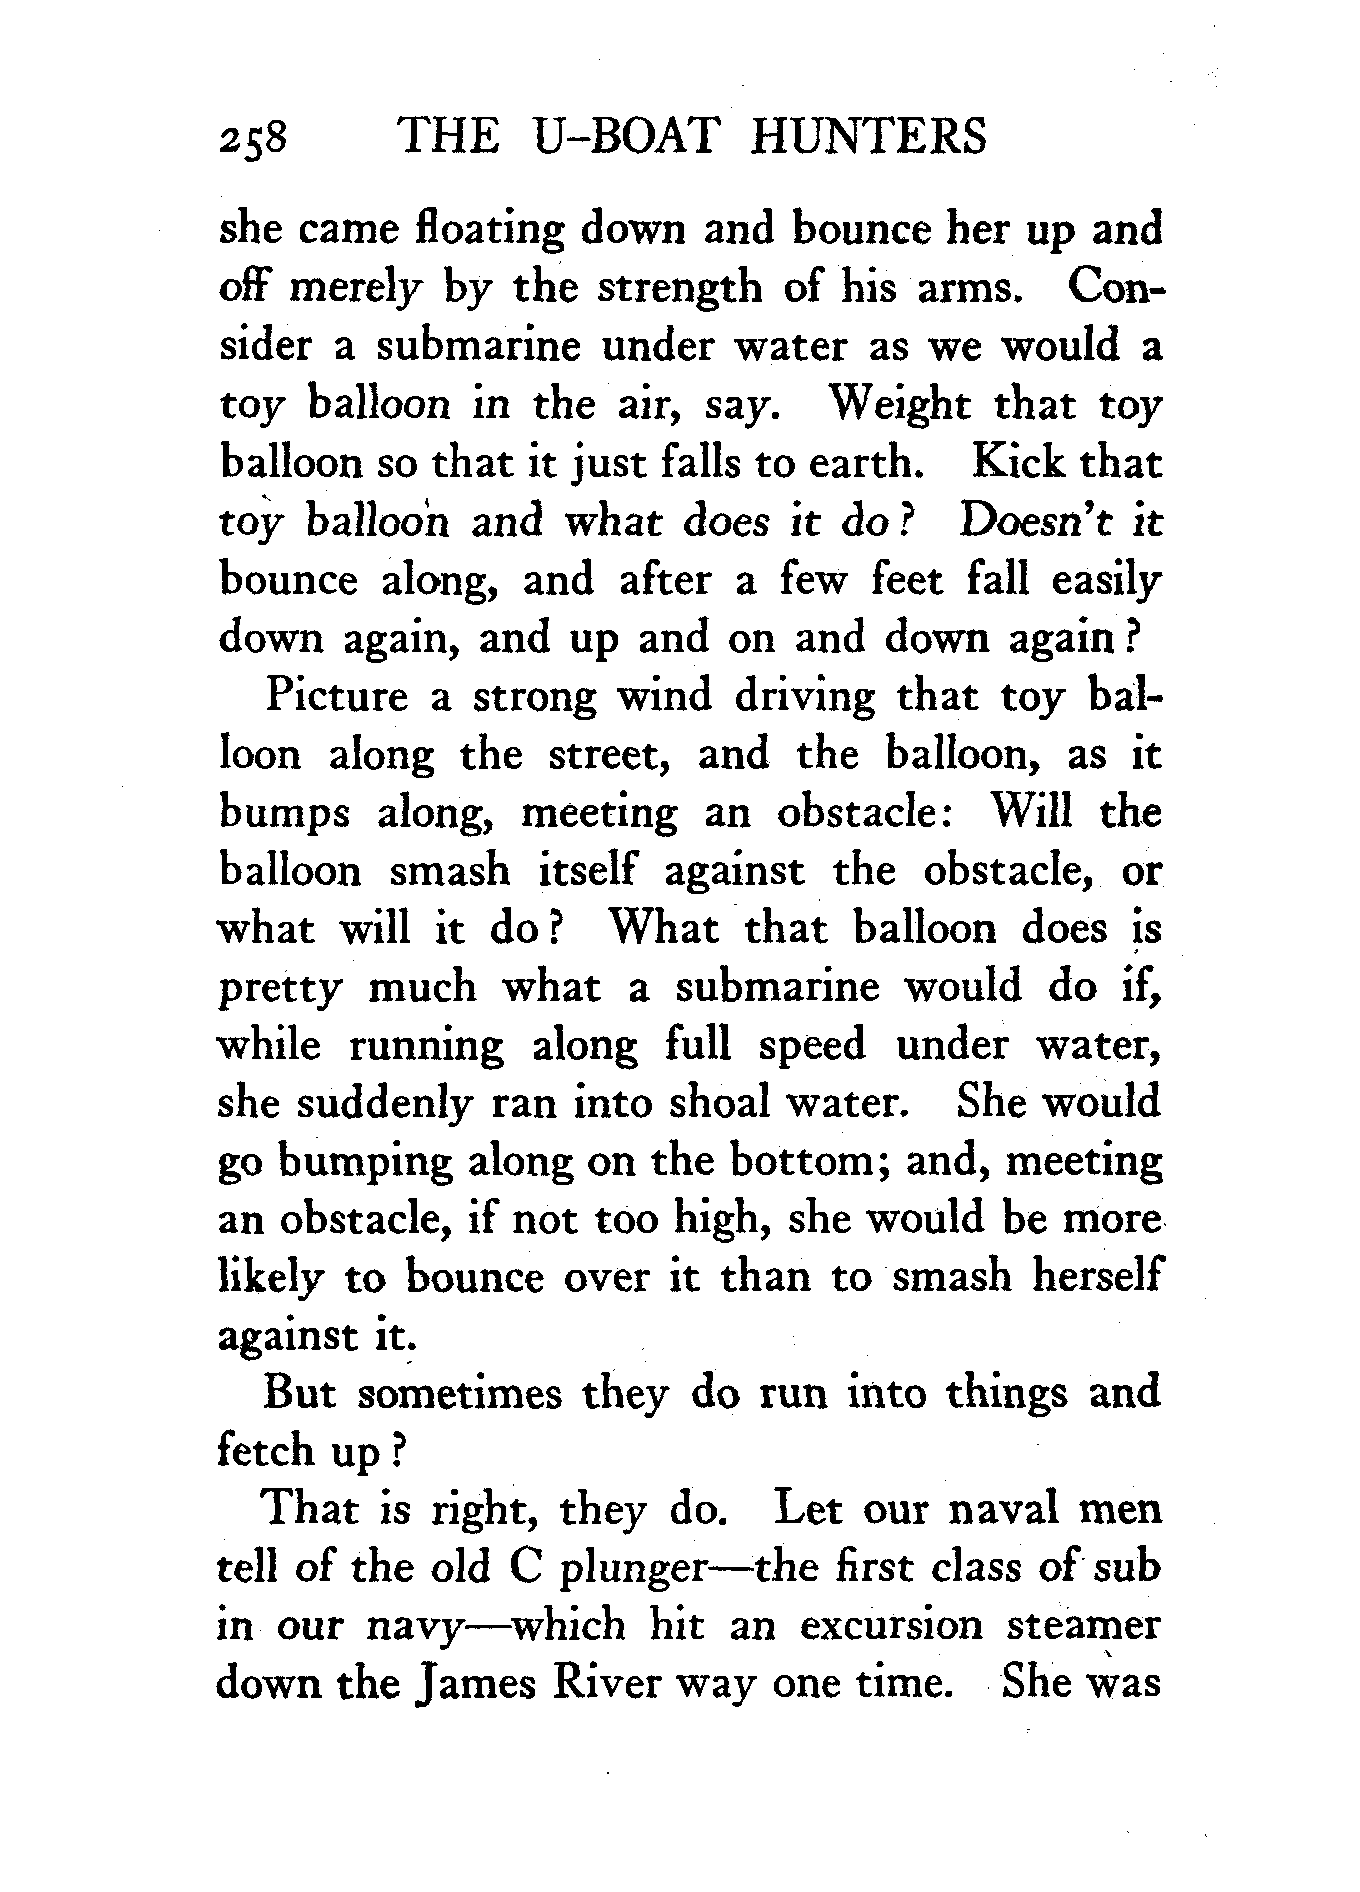 258 THE U-BOAT HUNTERS
she came floating down and bounce her up and
off merely by the strength of his arms. Con-
sider a submarine under water as we would a
toy balloon in the air, say. Weight that toy
balloon so that it just falls to earth. Kick that
toy balloon and what does it do? Doesn't it
bounce along, and after a few feet fall easily
down again, and up and on and down again?
Picture a strong wind driving that toy bal-
loon along the street, and the balloon, as it
bumps along, meeting an obstacle: Will the
balloon smash itself against the obstacle, or
what will it do? What that balloon does is
pretty much what a submarine would do if,
while running along full speed under water,
she suddenly ran into shoal water. She would
go bumping along on the bottom; and, meeting
an obstacle, if not too high, she would be more
likely to bounce over it than to smash herself
against it.
But sometimes they do run into things and
fetch up?
That is right, they do. Let our naval men
tell of the old C plunger—the first class of sub
in our navy—which hit an excursion steamer
down the James River way one time. She was